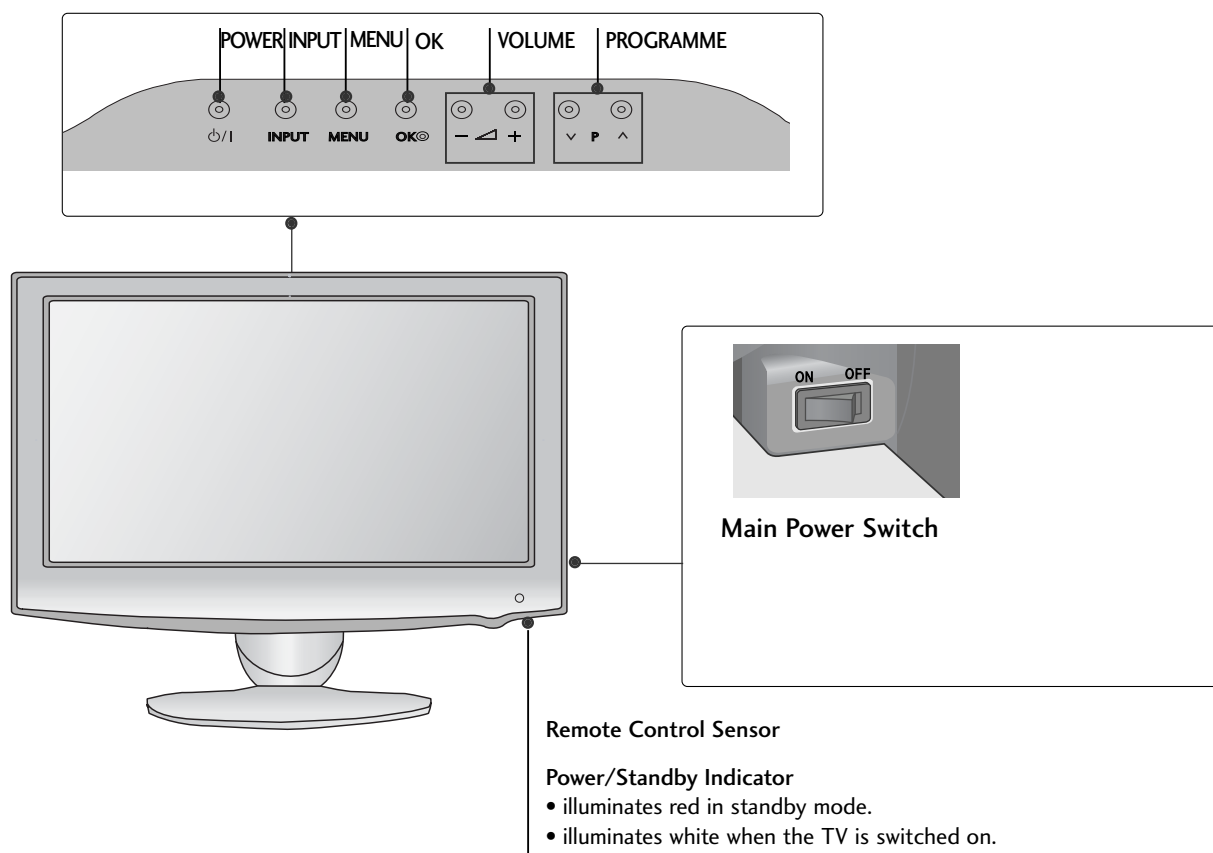 POWER INPUT MENU OK VOLUME PROGRAMME
⏻/I INPUT MENU OK◎ − ⊿ + ∨ P ∧
ON OFF
Main Power Switch
Remote Control Sensor
Power/Standby Indicator
• illuminates red in standby mode.
• illuminates white when the TV is switched on.